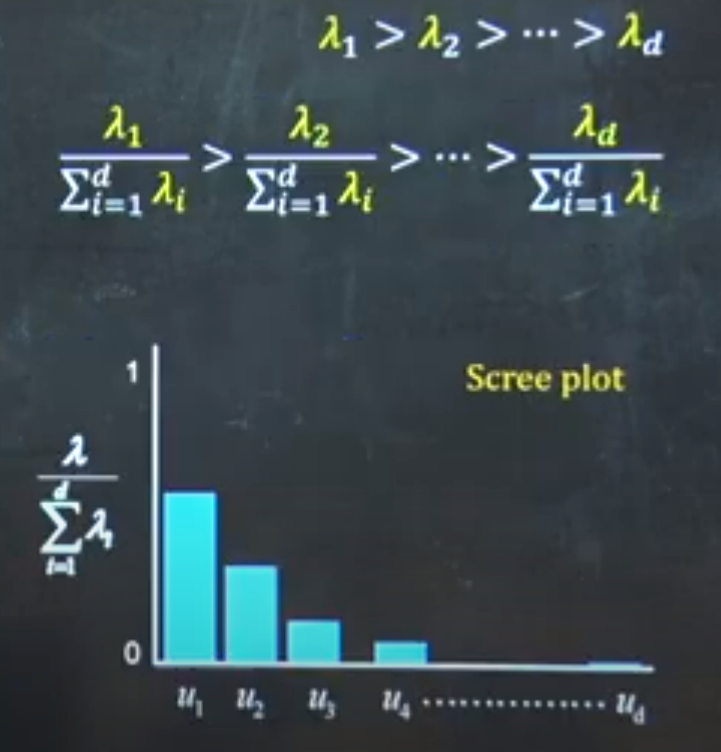 λ₁ > λ₂ > ··· > λ_d
λ₁ / ∑ᵢ₌₁ᵈ λᵢ > λ₂ / ∑ᵢ₌₁ᵈ λᵢ > ··· > λ_d / ∑ᵢ₌₁ᵈ λᵢ
Scree plot
1
λ / ∑ᵢ₌₁ᵈ λᵢ
0
u₁ u₂ u₃ u₄ ················ u_d